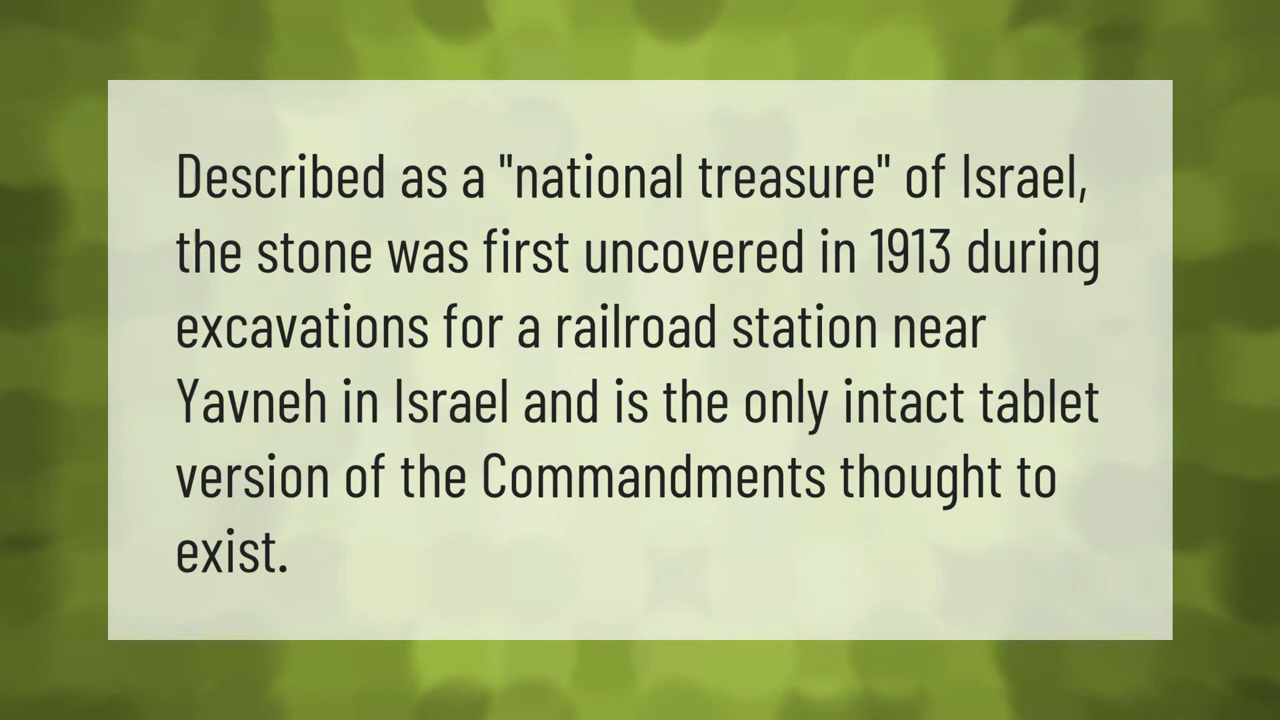 Described as a "national treasure" of Israel,
the stone was first uncovered in 1913 during
excavations for a railroad station near
Yavneh in Israel and is the only intact tablet
version of the Commandments thought to
exist.